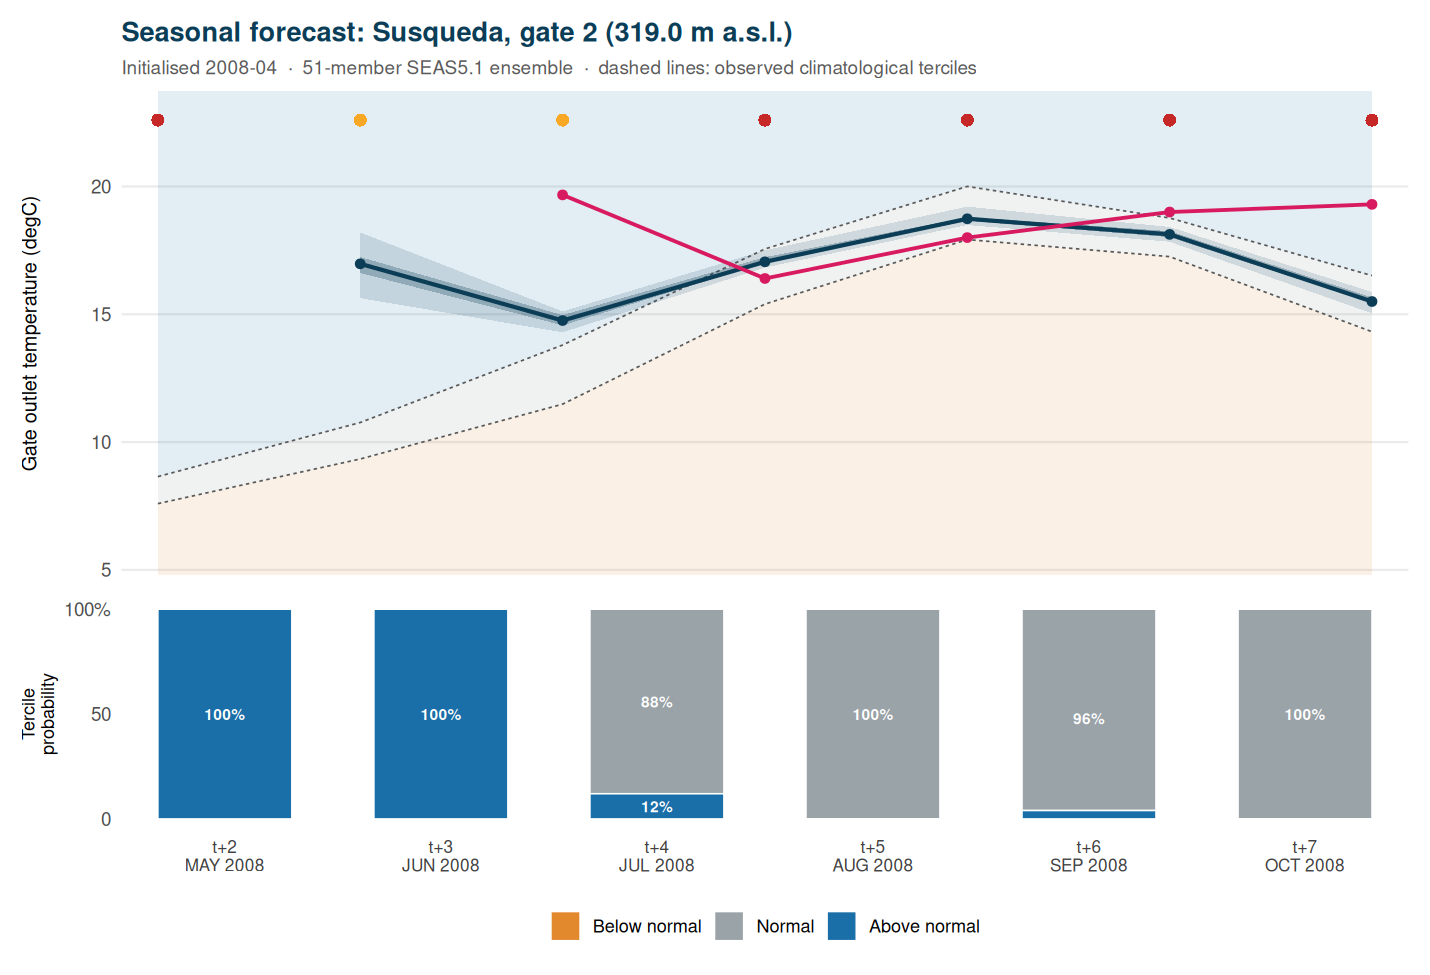 Seasonal forecast: Susqueda, gate 2 (319.0 m a.s.l.)
Initialised 2008-04 · 51-member SEAS5.1 ensemble · dashed lines: observed climatological terciles
Gate outlet temperature (degC)
20
15
10
5
Tercile
probability
100%
50
0
100%
100%
88%
12%
100%
96%
100%
t+2
MAY 2008
t+3
JUN 2008
t+4
JUL 2008
t+5
AUG 2008
t+6
SEP 2008
t+7
OCT 2008
Below normal
Normal
Above normal